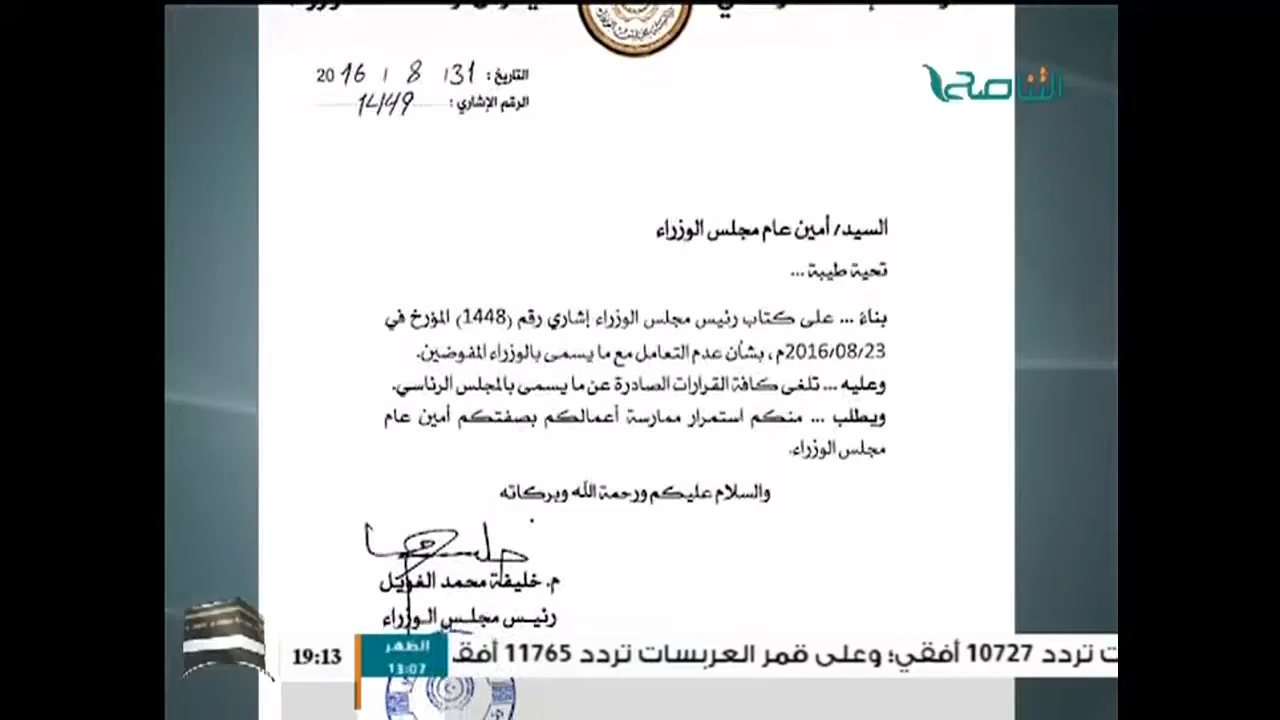 التاريخ : 31 / 8 / 2016
الرقم الإشاري : 1449
التناصح
السيد/ أمين عام مجلس الوزراء
تحية طيبة ...
بناءً ... على كتاب رئيس مجلس الوزراء إشاري رقم (1448) المؤرخ في
2016/08/23م ، بشأن عدم التعامل مع ما يسمى بالوزراء المفوضين.
وعليه ... تلغى كافة القرارات الصادرة عن ما يسمى بالمجلس الرئاسي.
ويطلب ... منكم استمرار ممارسة أعمالكم بصفتكم أمين عام
مجلس الوزراء.
والسلام عليكم ورحمة الله وبركاته
م. خليفة محمد الغويل
رئيس مجلس الوزراء
19:13
الظهر
13:07
ت تردد 10727 أفقي؛ وعلى قمر العربسات تردد 11765 أفقـ